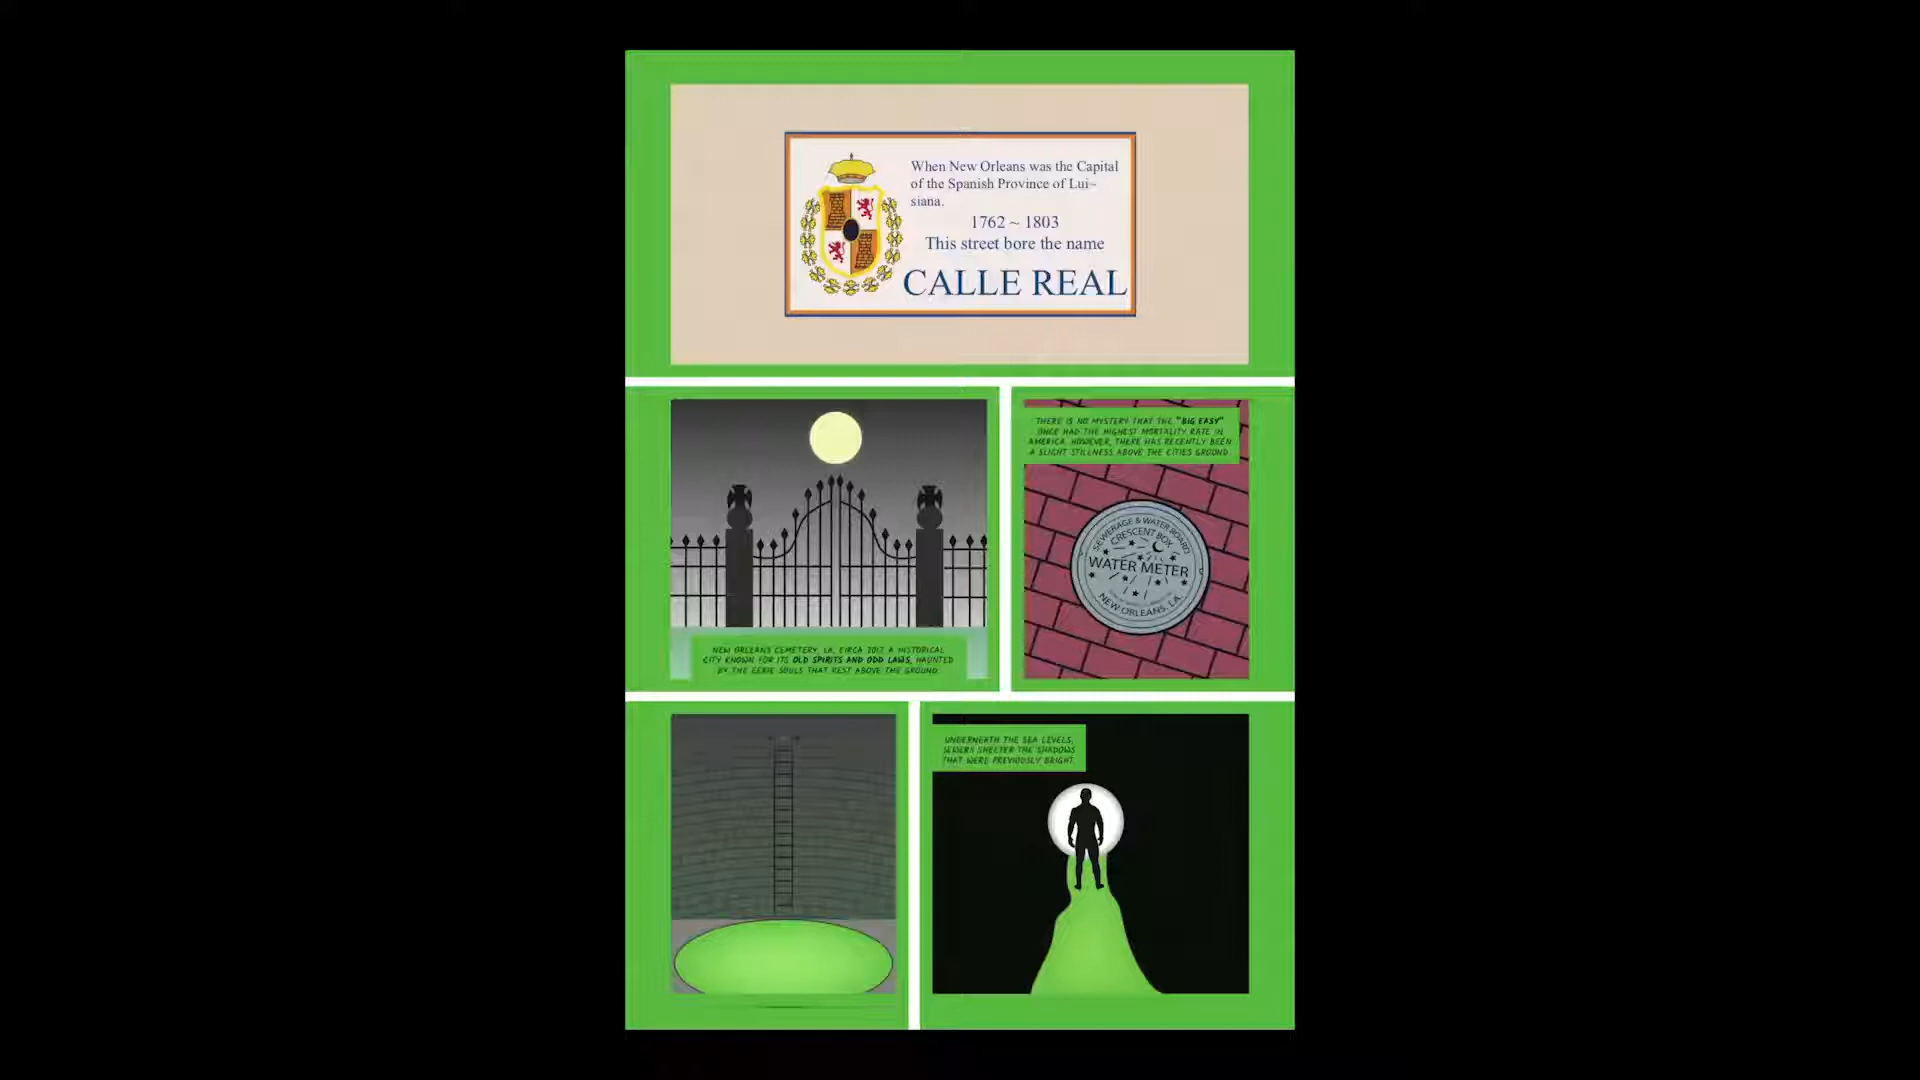 When New Orleans was the Capital
of the Spanish Province of Lui~
siana.
1762 ~ 1803
This street bore the name
CALLE REAL
NEW ORLEANS CEMETERY, LA, CIRCA 2017. A HISTORICAL
CITY KNOWN FOR ITS OLD SPIRITS AND ODD LAWS, HAUNTED
BY THE EERIE SOULS THAT REST ABOVE THE GROUND.
THERE IS NO MYSTERY THAT THE "BIG EASY"
ONCE HAD THE HIGHEST MORTALITY RATE IN
AMERICA. HOWEVER, THERE HAS RECENTLY BEEN
A SLIGHT STILLNESS ABOVE THE CITIES GROUND.
SEWERAGE & WATER BOARD
CRESCENT BOX
WATER METER
NEW ORLEANS, LA.
UNDERNEATH THE SEA LEVELS,
SEWERS SHELTER THE SHADOWS
THAT WERE PREVIOUSLY BRIGHT.